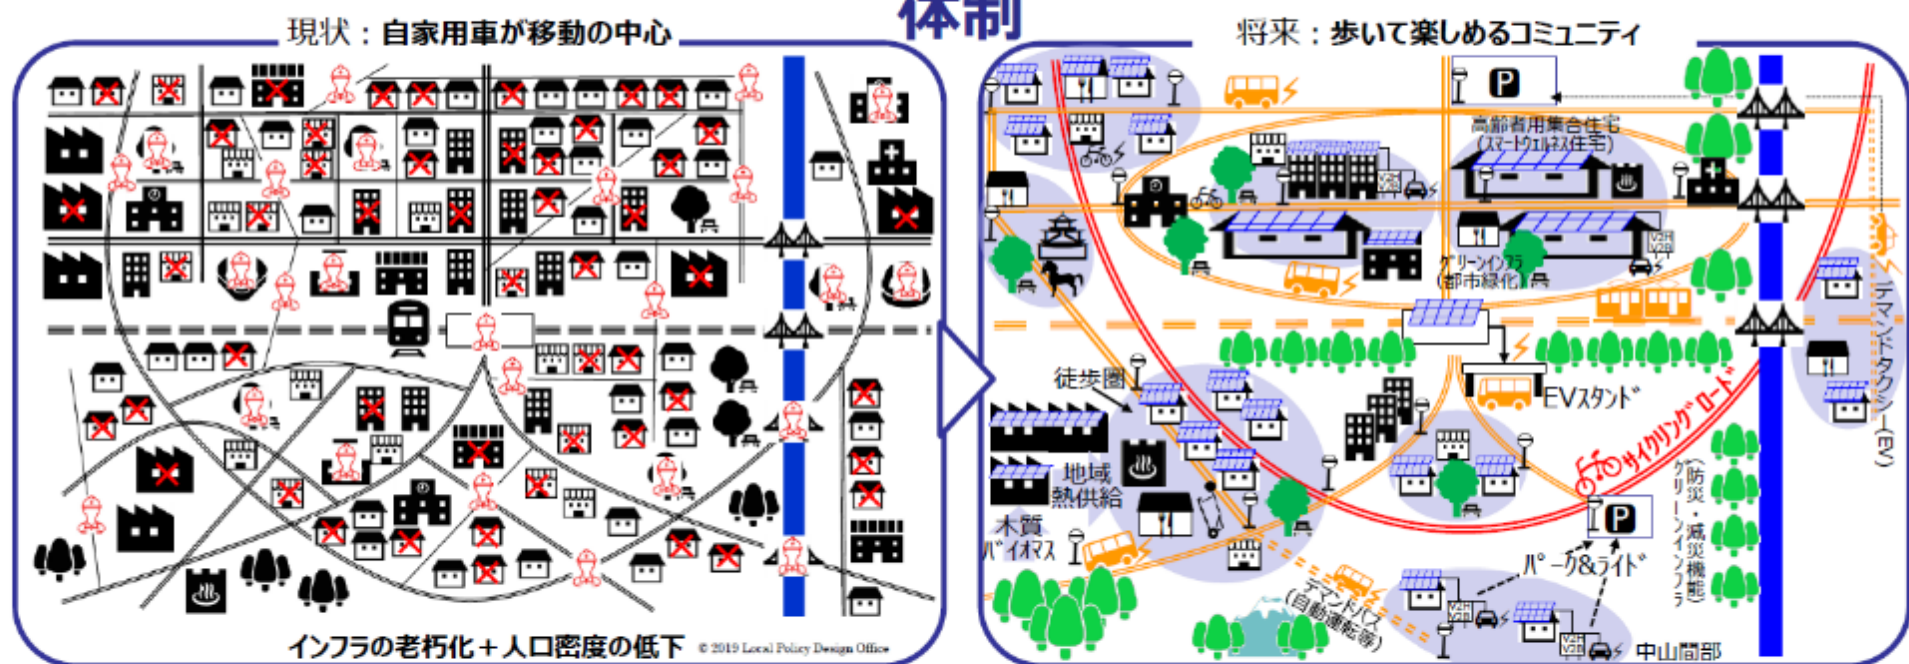 体制
現状：自家用車が移動の中心
インフラの老朽化＋人口密度の低下
© 2019 Local Policy Design Office
将来：歩いて楽しめるコミュニティ
P
高齢者用集合住宅
(スマートウェルネス住宅)
V2H
V2B
グリーンインフラ
(都市緑化)
V2H
V2B
デマンドタクシー(EV)
徒歩圏
EVスタンド
サイクリングロード
地域
熱供給
木質
バイオマス
P
パーク&ライド
グリーンインフラ
(防災・減災機能)
デマンドバス
(自動運転等)
V2H
V2B
V2H
V2B
中山間部